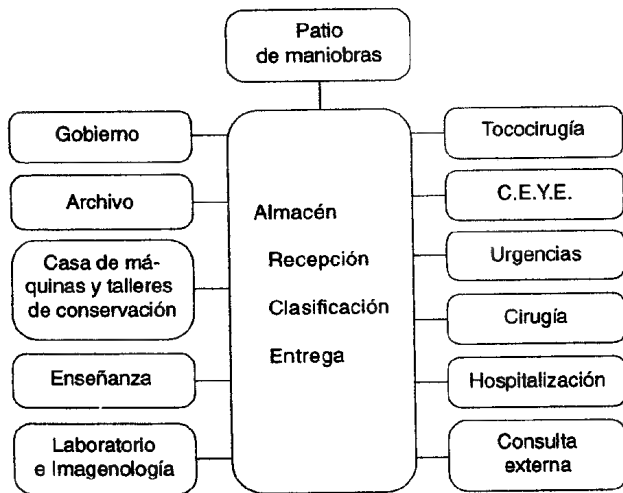 Patio
de maniobras
Gobierno
Archivo
Casa de má-
quinas y talleres
de conservación
Enseñanza
Laboratorio
e Imagenología
Almacén
Recepción
Clasificación
Entrega
Tococirugía
C.E.Y.E.
Urgencias
Cirugía
Hospitalización
Consulta
externa